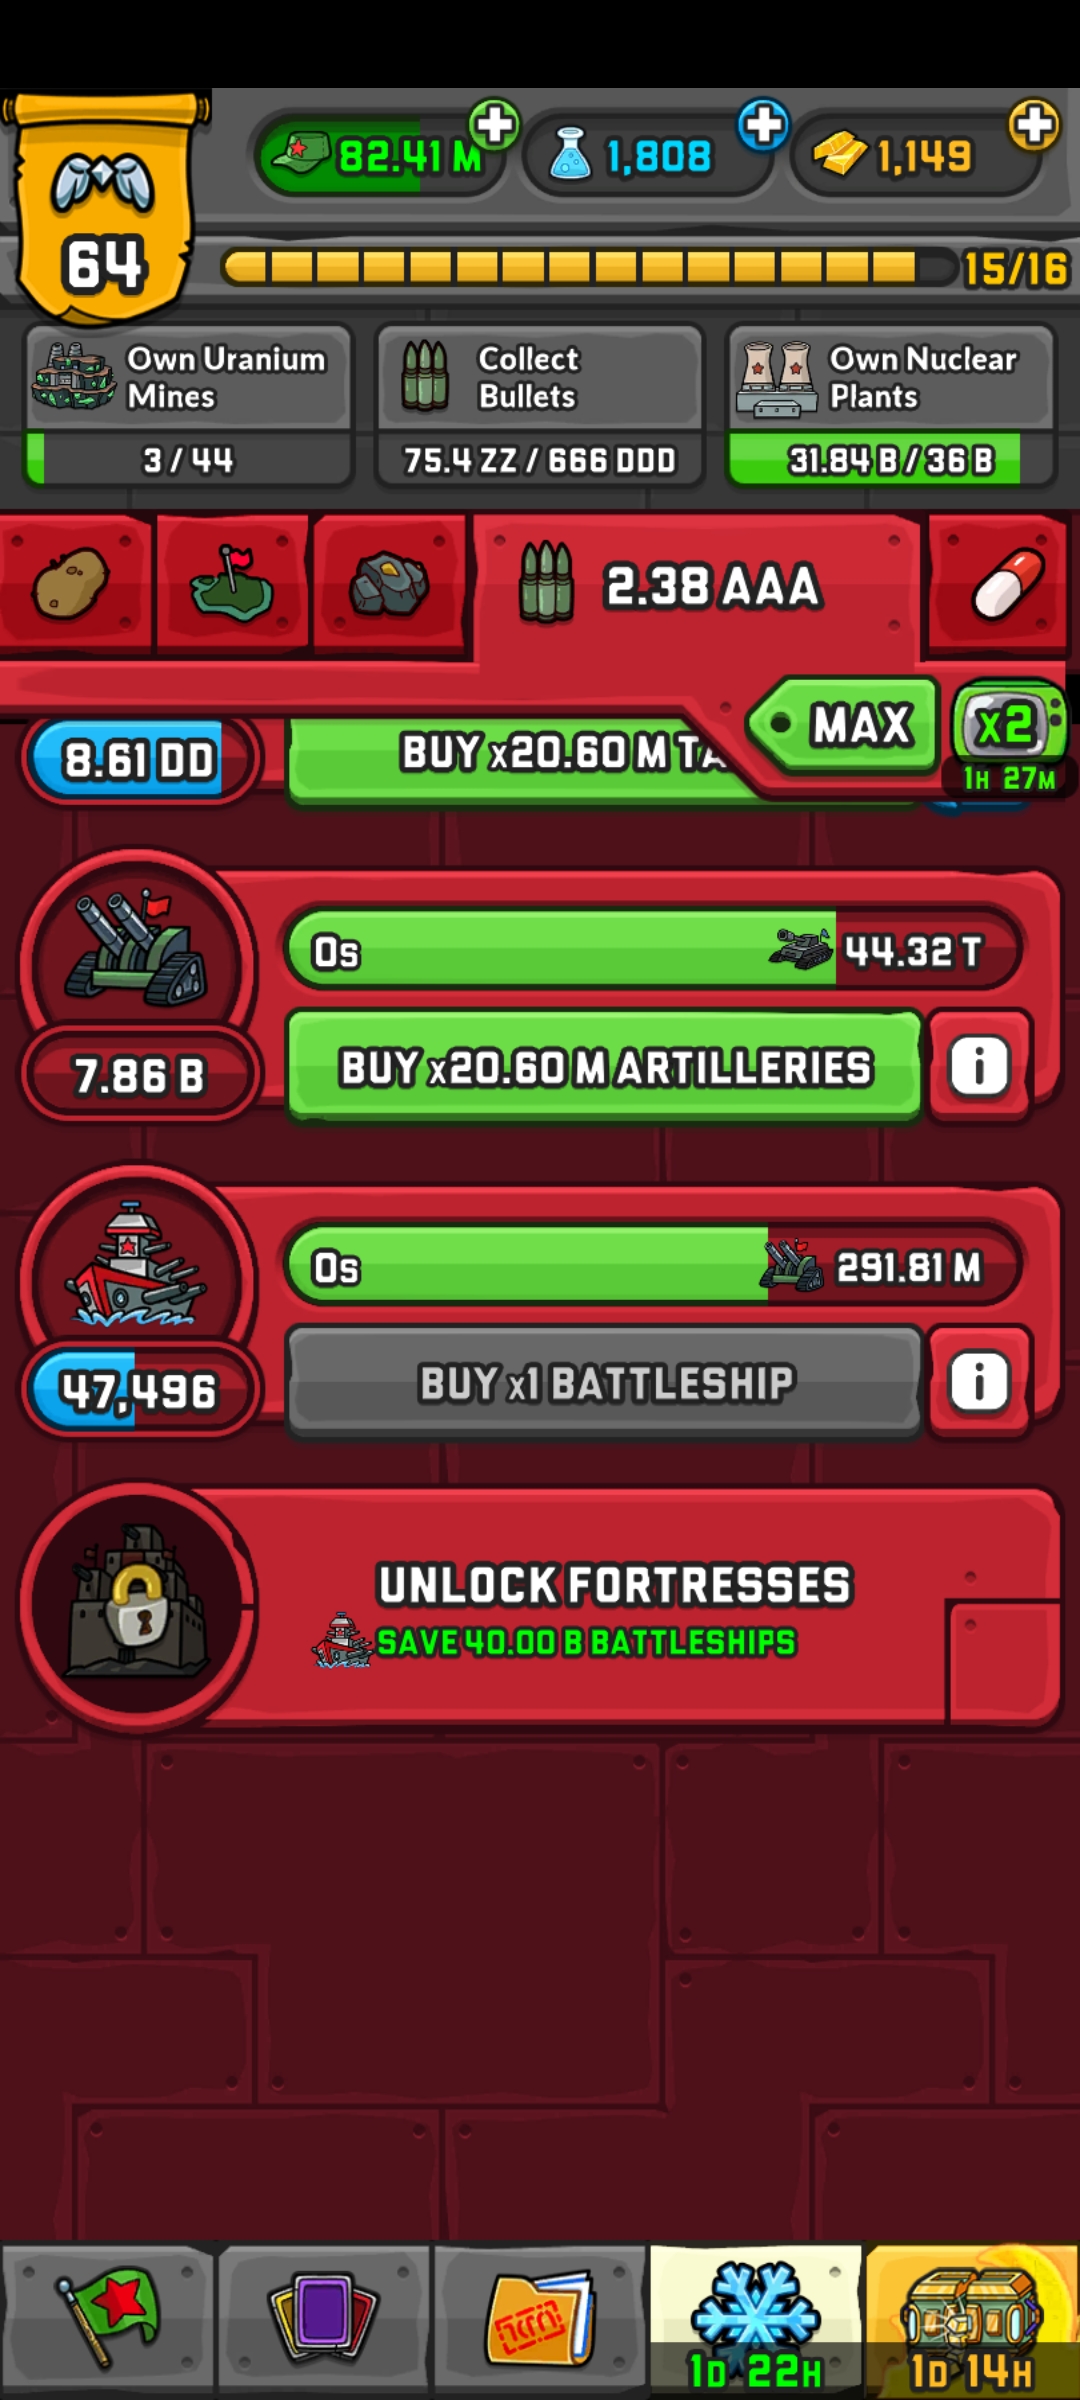 82.41 M
1,808
1,149
64
15/16
Own Uranium
Mines
3 / 44
Collect
Bullets
75.4 ZZ / 666 DDD
Own Nuclear
Plants
31.84 B / 36 B
2.38 AAA
MAX
x2
1H 27M
8.61 DD
BUY x20.60 M TA
0s
44.32 T
7.86 B
BUY x20.60 M ARTILLERIES
i
0s
291.81 M
47,496
BUY x1 BATTLESHIP
i
UNLOCK FORTRESSES
SAVE 40.00 B BATTLESHIPS
1D 22H
1D 14H